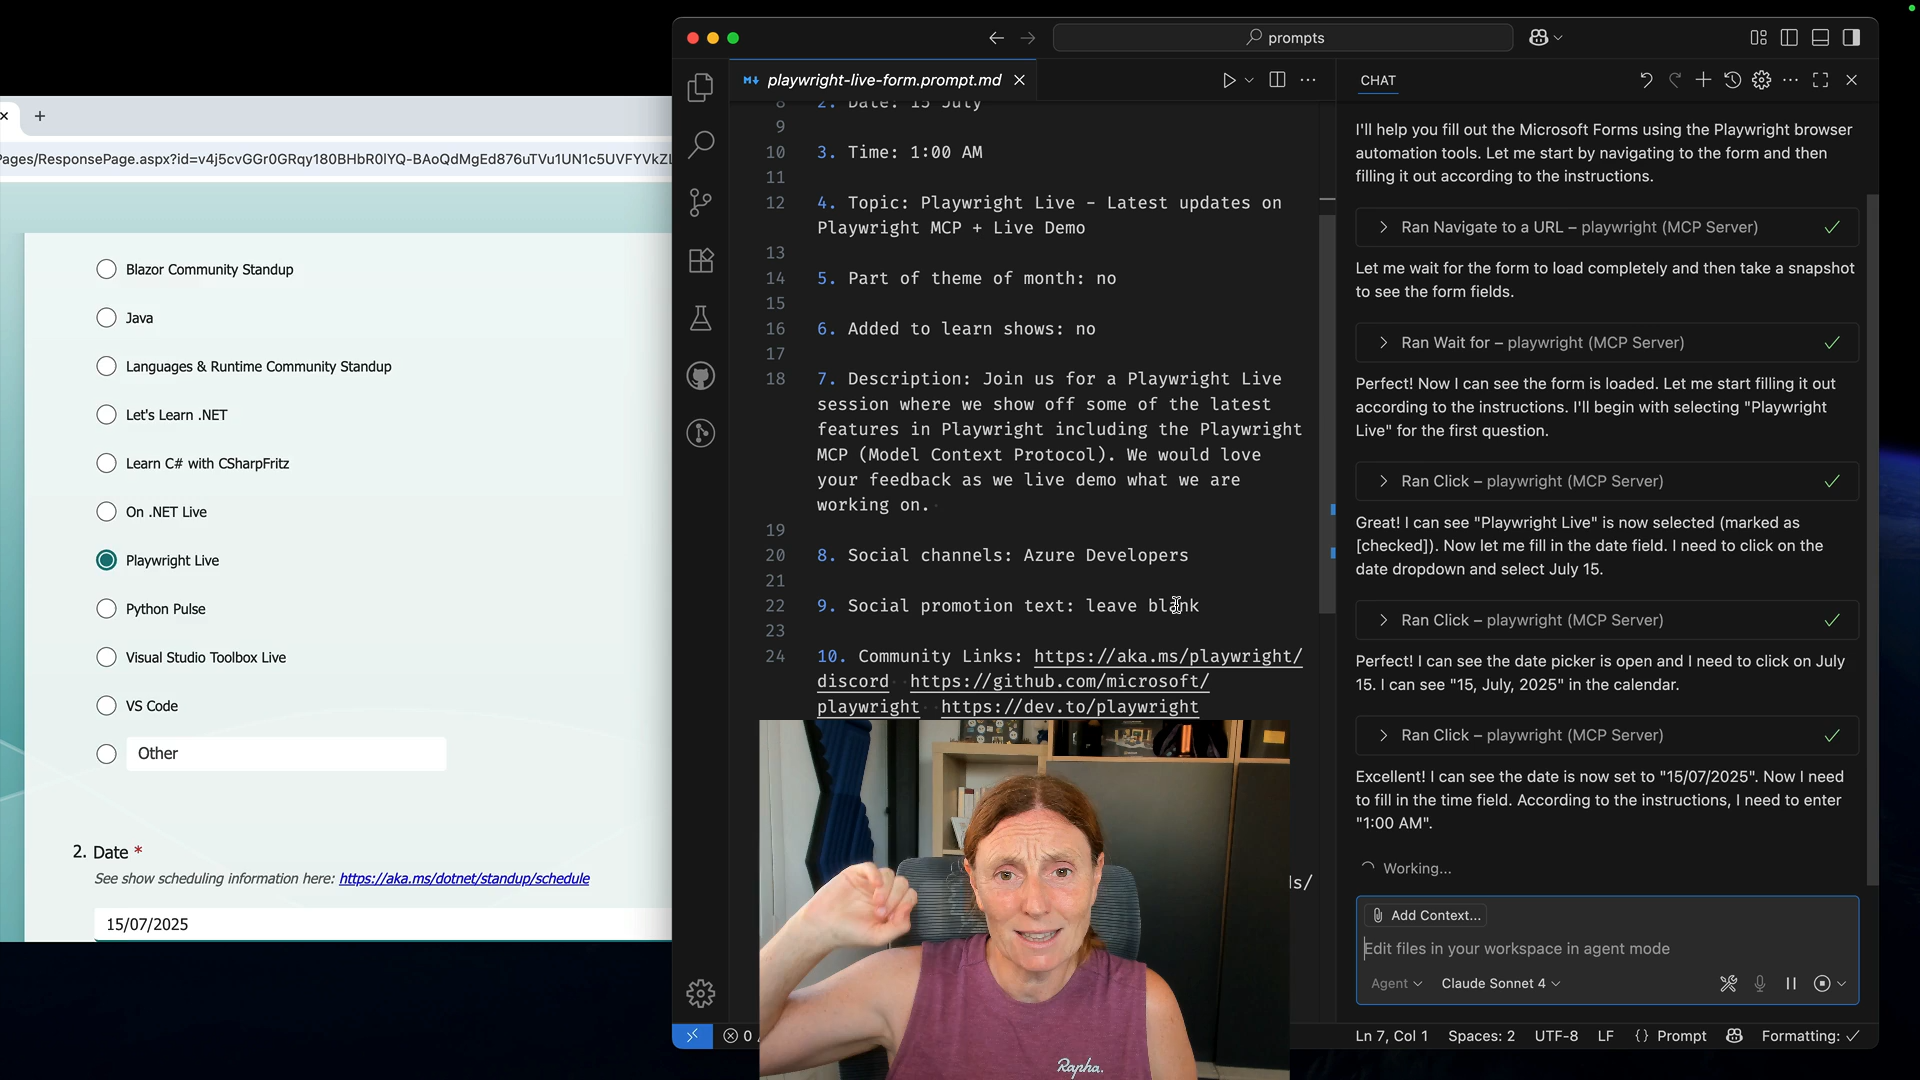 prompts
playwright-live-form.prompt.md
CHAT
Pages/ResponsePage.aspx?id=v4j5cvGGr0GRqy180BHbR0lYQ-BAoQdMgEd876uTVu1UN1c5UVFYVkZL
Blazor Community Standup
Java
Languages & Runtime Community Standup
Let's Learn .NET
Learn C# with CSharpFritz
On .NET Live
Playwright Live
Python Pulse
Visual Studio Toolbox Live
VS Code
Other
2. Date *
See show scheduling information here: https://aka.ms/dotnet/standup/schedule
15/07/2025
8 2. Date: 15 July
9
10 3. Time: 1:00 AM
11
12 4. Topic: Playwright Live - Latest updates on
Playwright MCP + Live Demo
13
14 5. Part of theme of month: no
15
16 6. Added to learn shows: no
17
18 7. Description: Join us for a Playwright Live
session where we show off some of the latest
features in Playwright including the Playwright
MCP (Model Context Protocol). We would love
your feedback as we live demo what we are
working on.
19
20 8. Social channels: Azure Developers
21
22 9. Social promotion text: leave blank
23
24 10. Community Links: https://aka.ms/playwright/
discord https://github.com/microsoft/
playwright https://dev.to/playwright
ls/
Rapha.
I'll help you fill out the Microsoft Forms using the Playwright browser
automation tools. Let me start by navigating to the form and then
filling it out according to the instructions.
Ran Navigate to a URL – playwright (MCP Server)
Let me wait for the form to load completely and then take a snapshot
to see the form fields.
Ran Wait for – playwright (MCP Server)
Perfect! Now I can see the form is loaded. Let me start filling it out
according to the instructions. I'll begin with selecting "Playwright
Live" for the first question.
Ran Click – playwright (MCP Server)
Great! I can see "Playwright Live" is now selected (marked as
[checked]). Now let me fill in the date field. I need to click on the
date dropdown and select July 15.
Ran Click – playwright (MCP Server)
Perfect! I can see the date picker is open and I need to click on July
15. I can see "15, July, 2025" in the calendar.
Ran Click – playwright (MCP Server)
Excellent! I can see the date is now set to "15/07/2025". Now I need
to fill in the time field. According to the instructions, I need to enter
"1:00 AM".
Working...
Add Context...
Edit files in your workspace in agent mode
Agent Claude Sonnet 4
0
Ln 7, Col 1 Spaces: 2 UTF-8 LF {} Prompt Formatting: ✓